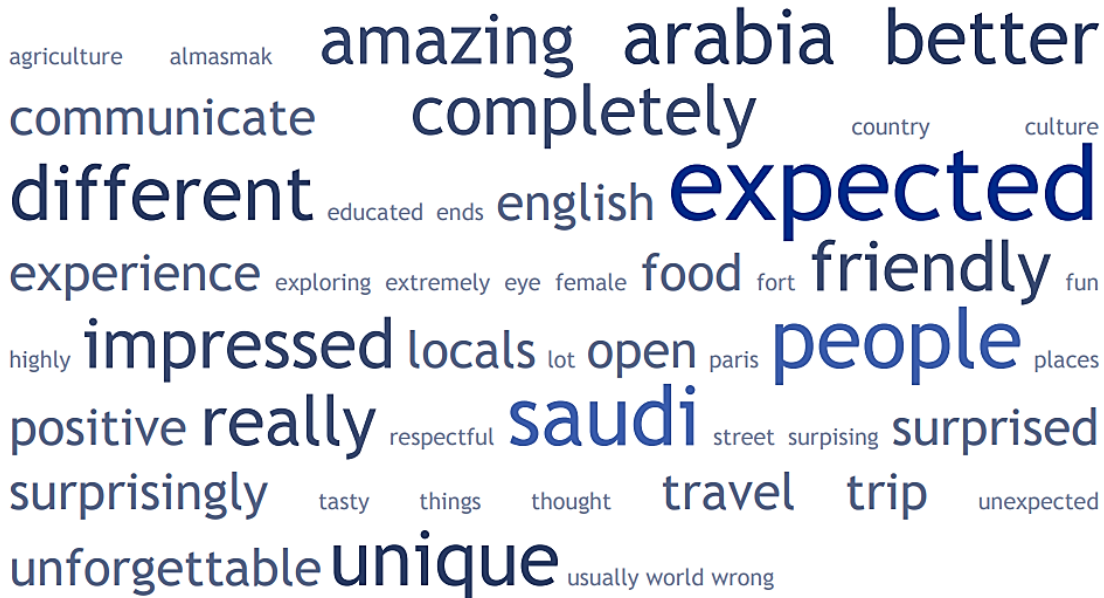 agriculture almasmak amazing arabia better
communicate completely country culture
different educated ends english expected
experience exploring extremely eye female food fort friendly fun
highly impressed locals lot open paris people places
positive really respectful saudi street surpising surprised
surprisingly tasty things thought travel trip unexpected
unforgettable unique usually world wrong